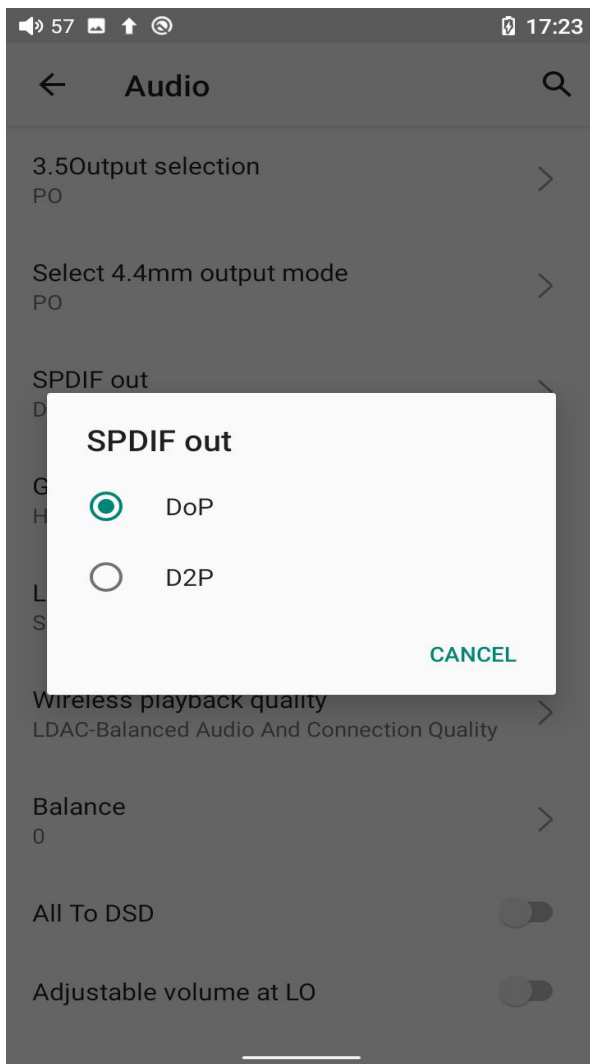 57
17:23
Audio
3.5Output selection
PO
Select 4.4mm output mode
PO
SPDIF out
D
SPDIF out
G
H
DoP
D2P
L
S
CANCEL
Wireless playback quality
LDAC-Balanced Audio And Connection Quality
Balance
0
All To DSD
Adjustable volume at LO